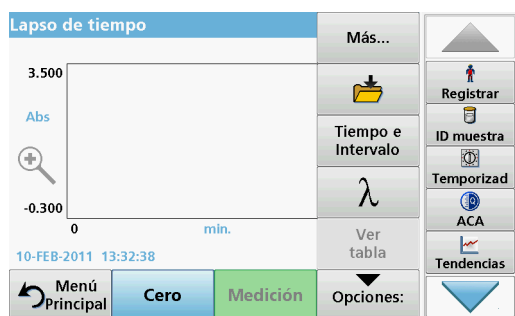 Lapso de tiempo
Más...
3.500
Abs
-0.300
0
min.
10-FEB-2011 13:32:38
Tiempo e
Intervalo
λ
Ver
tabla
Menú
Principal
Cero
Medición
Opciones:
Registrar
ID muestra
Temporizad
ACA
Tendencias